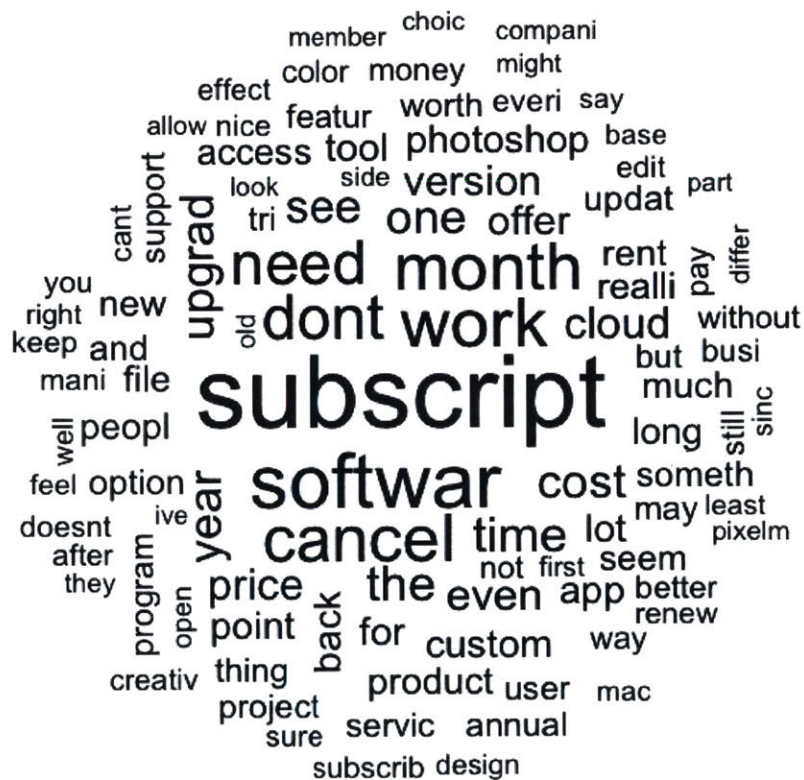 choic
member compani
color money might
effect featur worth everi say
allow nice
access tool photoshop base
look side version edit part
cant support tri see one offer updat
upgrad need month rent pay differ
you realli
right new old dont work cloud without
keep and but busi
mani file subscript much
well peopl long still sinc
feel option year softwar cost someth
doesnt ive cancel time lot may least
after not first seem pixelm
they program open price the even app better
renew
point back for custom way
creativ thing product user mac
project
sure servic annual
subscrib design